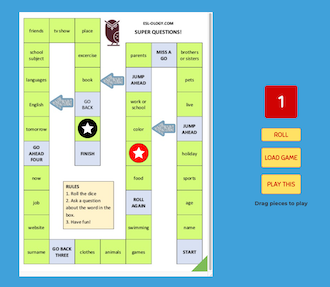 ESL-OLOGY.COM
SUPER QUESTIONS!
friends
tv show
place
school subject
excercise
parents
MISS A GO
brothers or sisters
languages
book
JUMP AHEAD
pets
English
GO BACK
work or school
live
tomorrow
color
JUMP AHEAD
GO AHEAD FOUR
FINISH
holiday
now
food
sports
job
RULES
1. Roll the dice
2. Ask a question about the word in the box.
3. Have fun!
ROLL AGAIN
age
website
swimming
name
surname
GO BACK THREE
clothes
animals
games
START
1
ROLL
LOAD GAME
PLAY THIS
Drag pieces to play